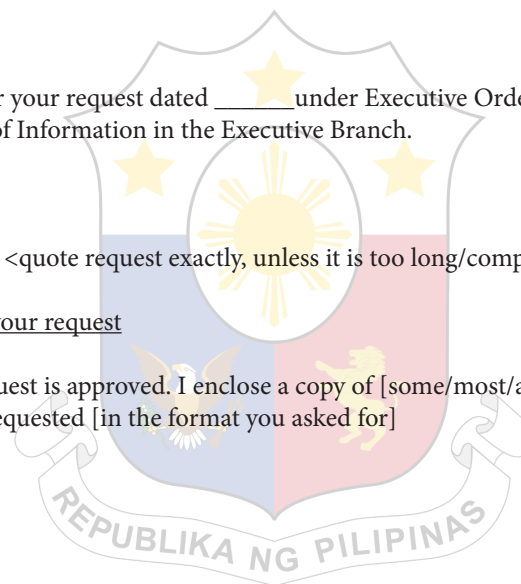 r your request dated ______under Executive Orde
of Information in the Executive Branch.
<quote request exactly, unless it is too long/comp
your request
uest is approved. I enclose a copy of [some/most/a
equested [in the format you asked for]
REPUBLIKA NG PILIPINAS